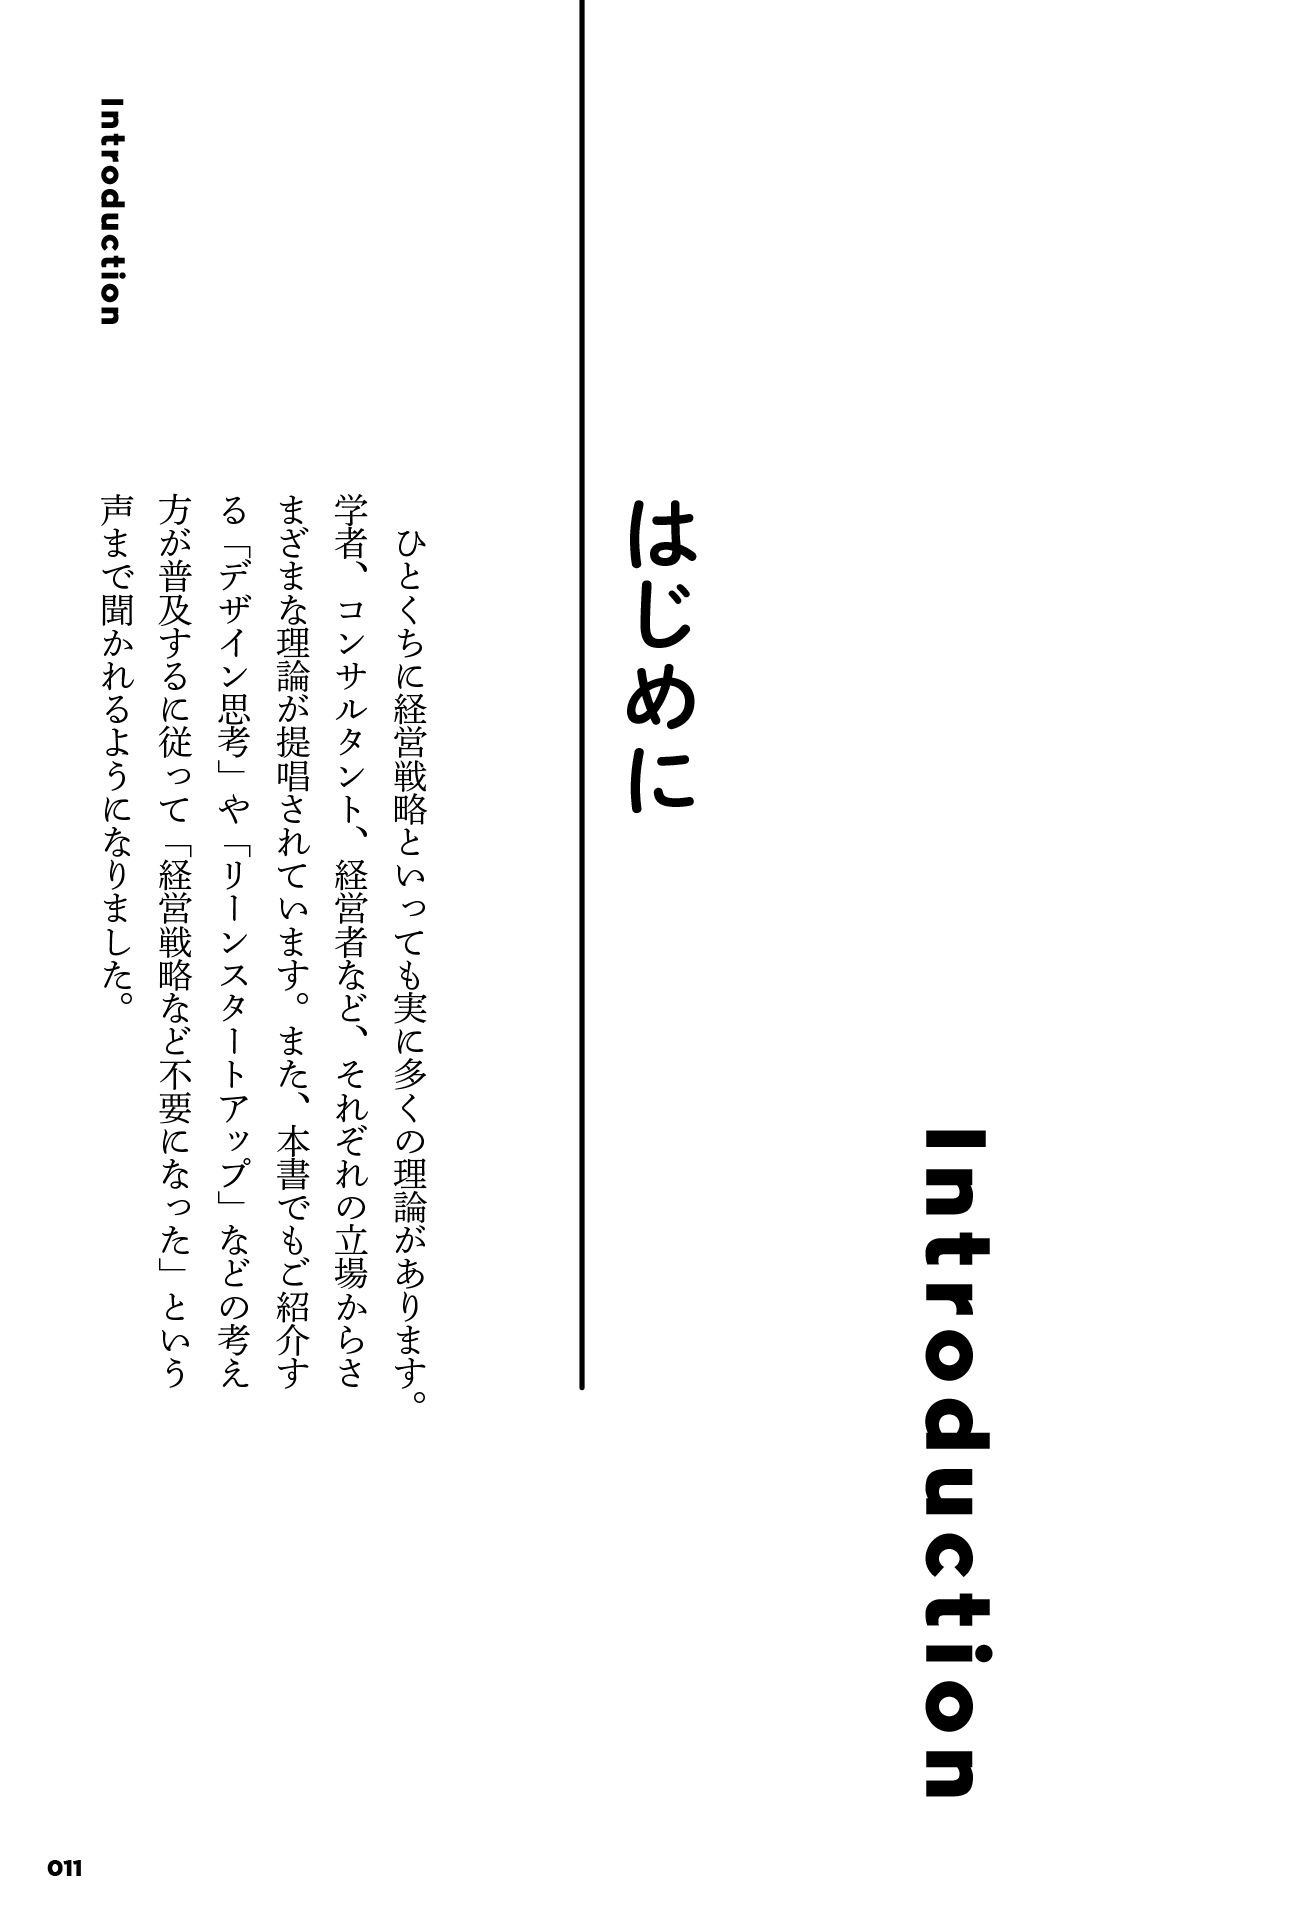 Introduction
はじめに
ひとくちに経営戦略といっても実に多くの理論があります。
学者、コンサルタント、経営者など、それぞれの立場からさ
まざまな理論が提唱されています。また、本書でもご紹介す
る「デザイン思考」や「リーンスタートアップ」などの考え
方が普及するに従って「経営戦略など不要になった」という
声まで聞かれるようになりました。
Introduction
011